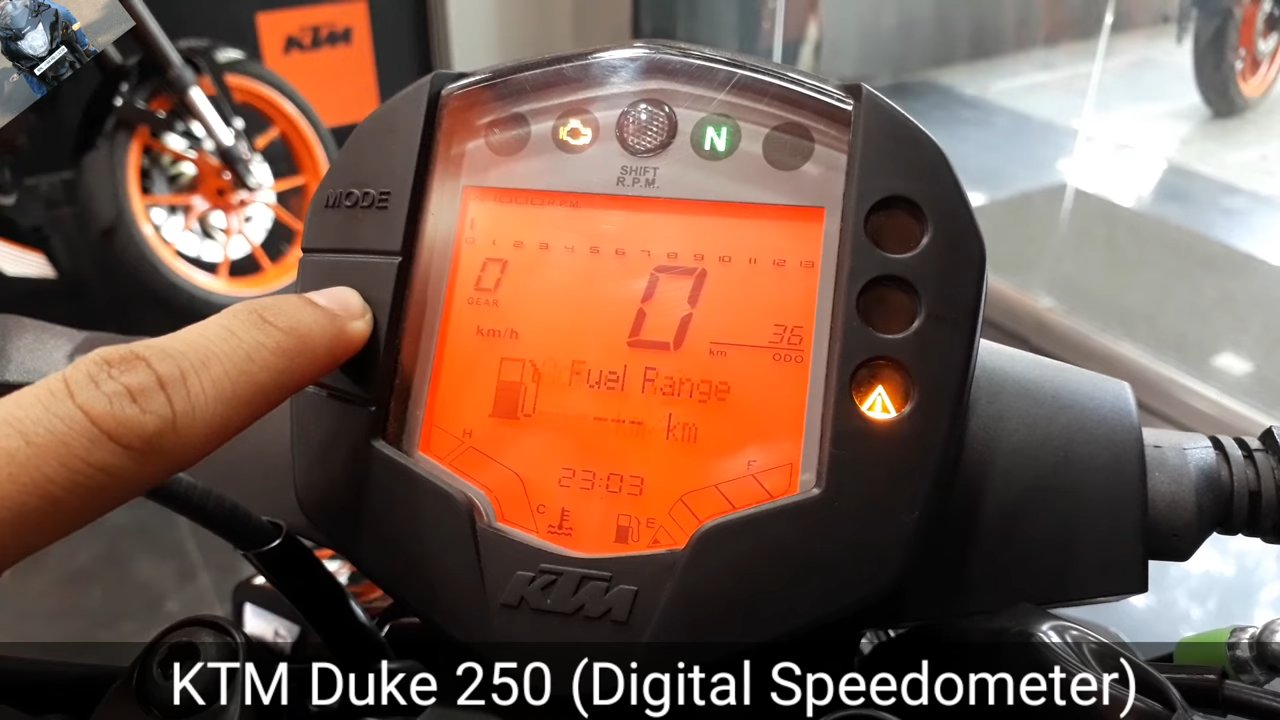 KTM
N
SHIFT
R.P.M.
MODE
1000 R.P.M.
0 1 2 3 4 5 6 7 8 9 10 11 12 13
0
GEAR
0
km/h
36
km
ODO
Fuel Range
---- km
H
F
23:03
C
E
KTM
KTM Duke 250 (Digital Speedometer)